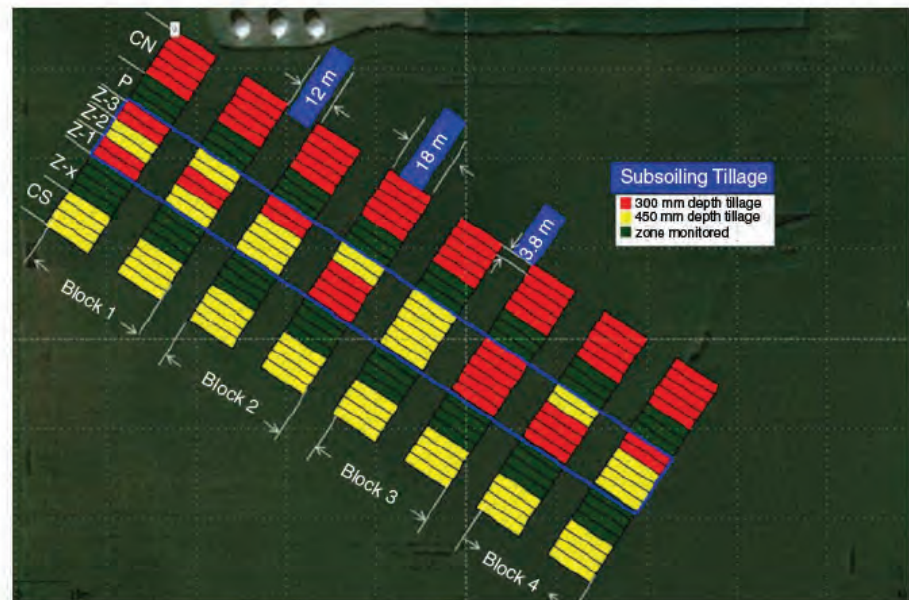 CN
P
Z-3
Z-2
Z-1
Z-x
CS
12 m
18 m
3.8 m
Subsoiling Tillage
300 mm depth tillage
450 mm depth tillage
zone monitored
Block 1
Block 2
Block 3
Block 4